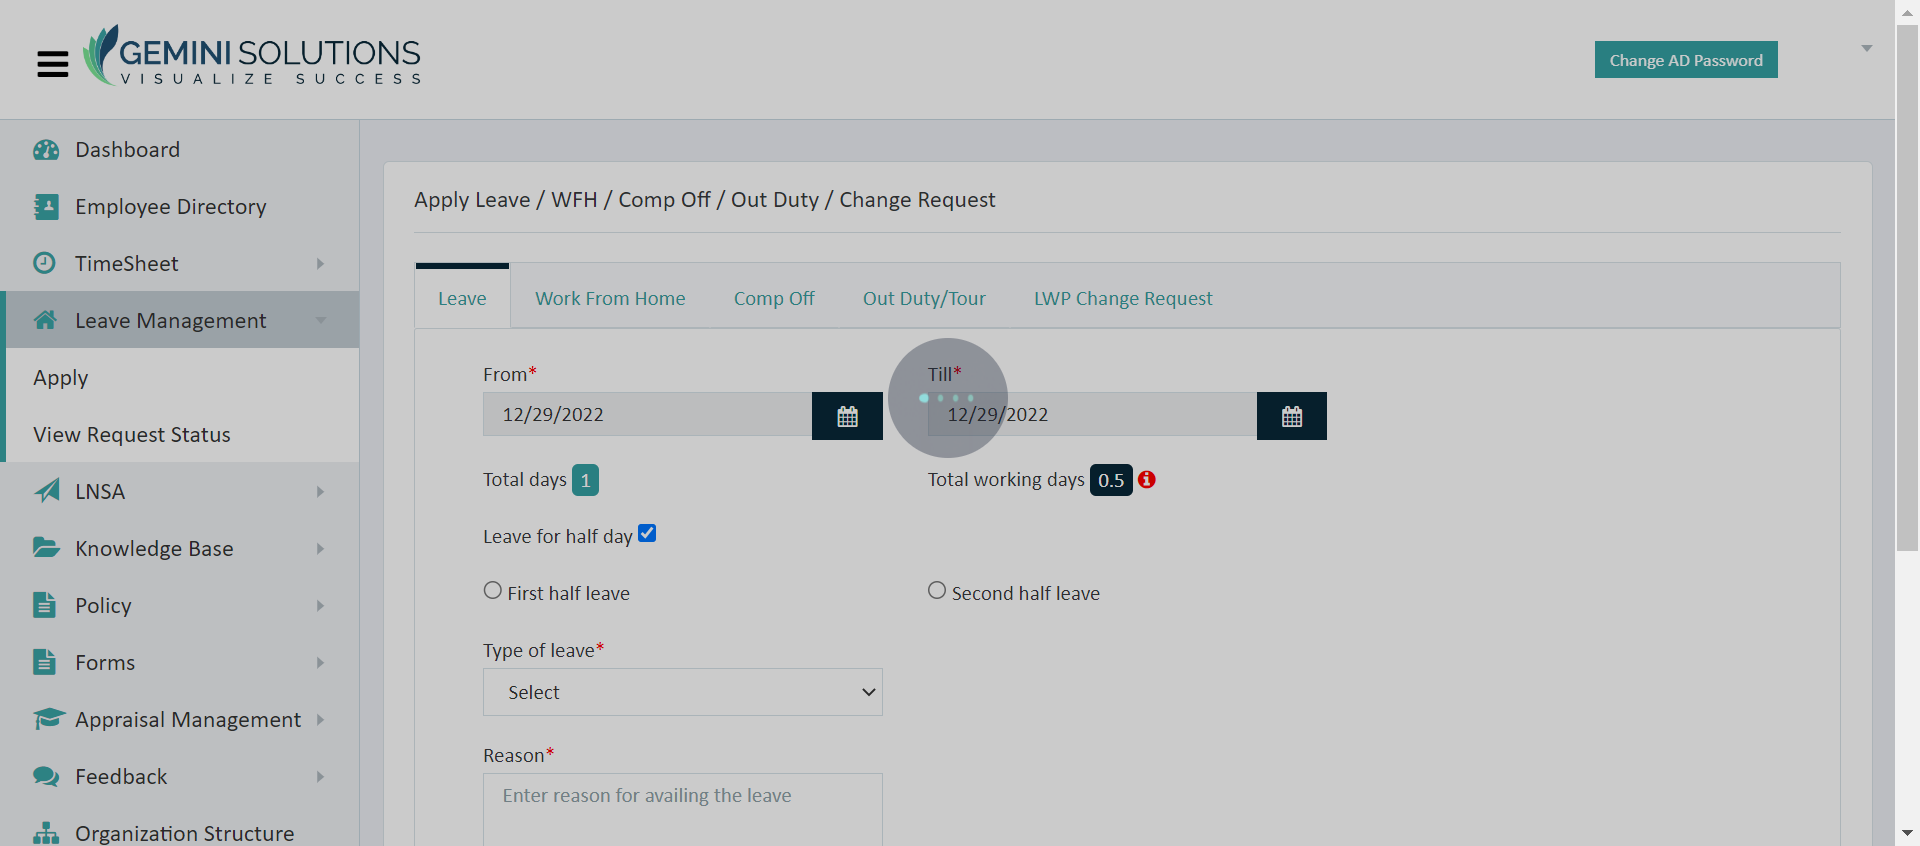 GEMINI SOLUTIONS
VISUALIZE SUCCESS
Change AD Password
Dashboard
Employee Directory
TimeSheet
Leave Management
Apply
View Request Status
LNSA
Knowledge Base
Policy
Forms
Appraisal Management
Feedback
Organization Structure
Apply Leave / WFH / Comp Off / Out Duty / Change Request
Leave Work From Home Comp Off Out Duty/Tour LWP Change Request
From* Till*
12/29/2022 12/29/2022
Total days 1 Total working days 0.5
Leave for half day
First half leave Second half leave
Type of leave*
Select
Reason*
Enter reason for availing the leave